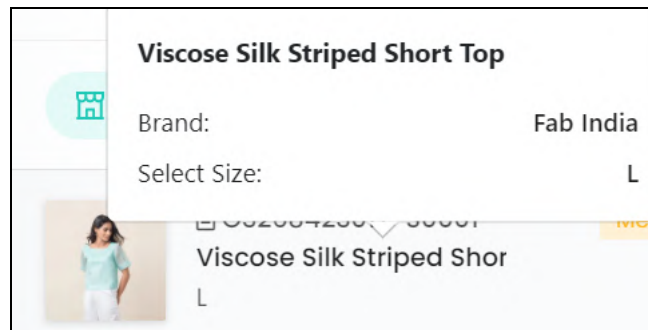 Viscose Silk Striped Short Top
Brand: Fab India
Select Size: L
Viscose Silk Striped Shor
L